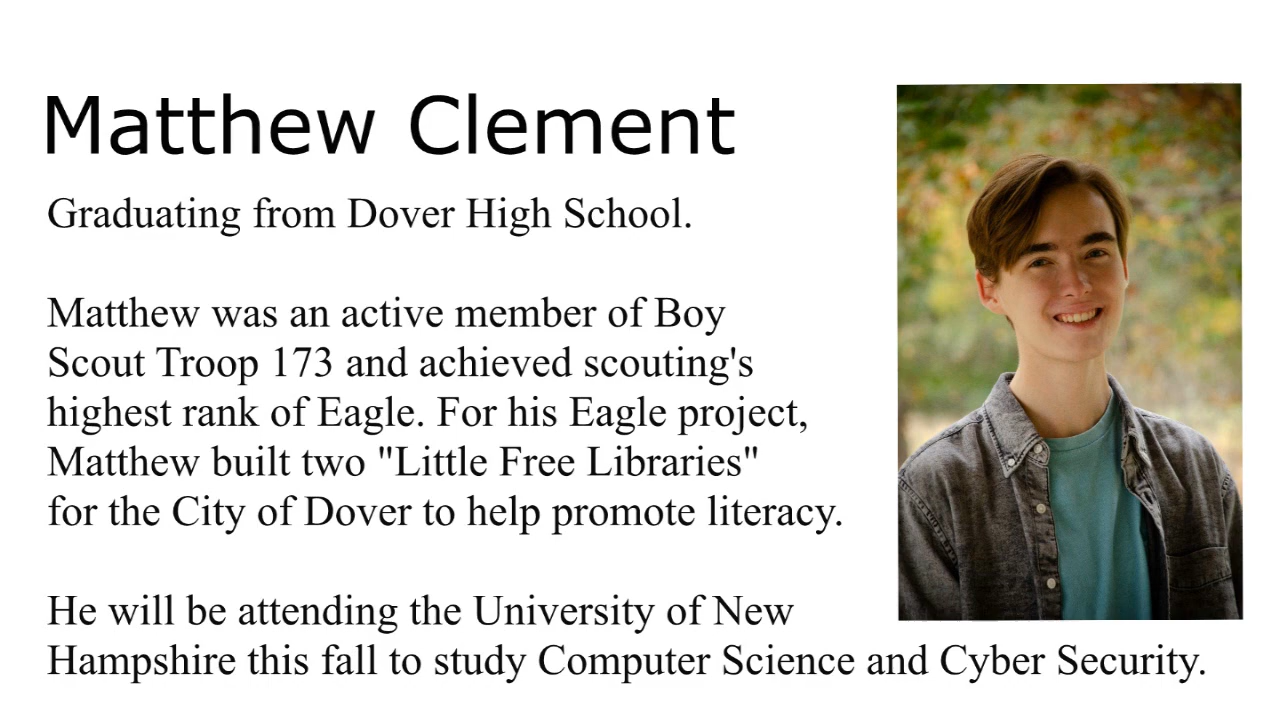 Matthew Clement
Graduating from Dover High School.
Matthew was an active member of Boy
Scout Troop 173 and achieved scouting's
highest rank of Eagle. For his Eagle project,
Matthew built two "Little Free Libraries"
for the City of Dover to help promote literacy.
He will be attending the University of New
Hampshire this fall to study Computer Science and Cyber Security.